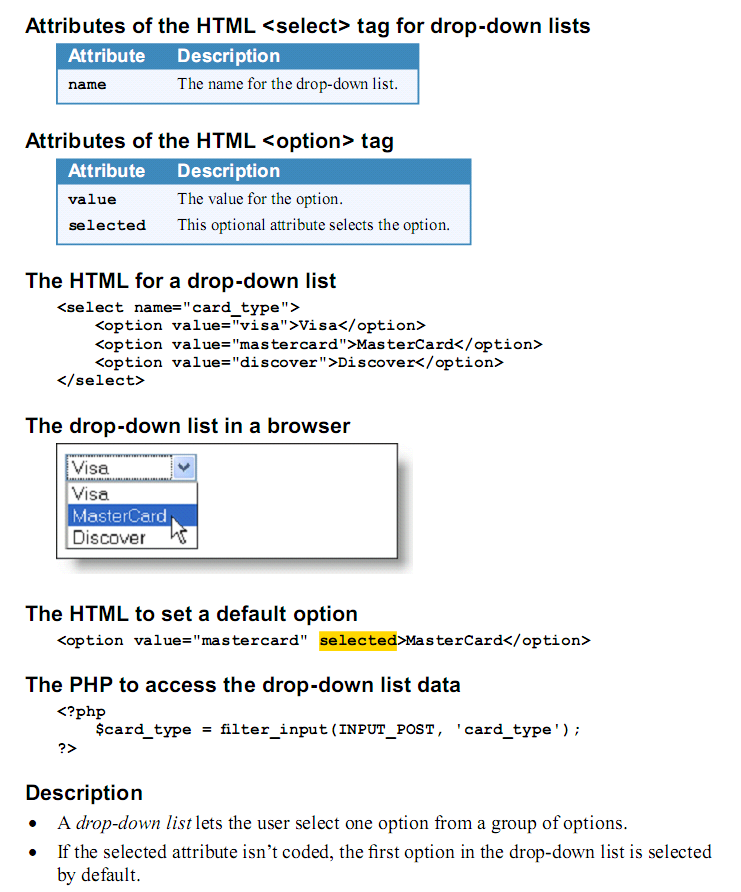 Attributes of the HTML <select> tag for drop-down lists
Attribute Description
name The name for the drop-down list.
Attributes of the HTML <option> tag
Attribute Description
value The value for the option.
selected This optional attribute selects the option.
The HTML for a drop-down list
<select name="card_type">
    <option value="visa">Visa</option>
    <option value="mastercard">MasterCard</option>
    <option value="discover">Discover</option>
</select>
The drop-down list in a browser
Visa
Visa
MasterCard
Discover
The HTML to set a default option
<option value="mastercard" selected>MasterCard</option>
The PHP to access the drop-down list data
<?php
    $card_type = filter_input(INPUT_POST, 'card_type');
?>
Description
• A drop-down list lets the user select one option from a group of options.
• If the selected attribute isn’t coded, the first option in the drop-down list is selected
by default.